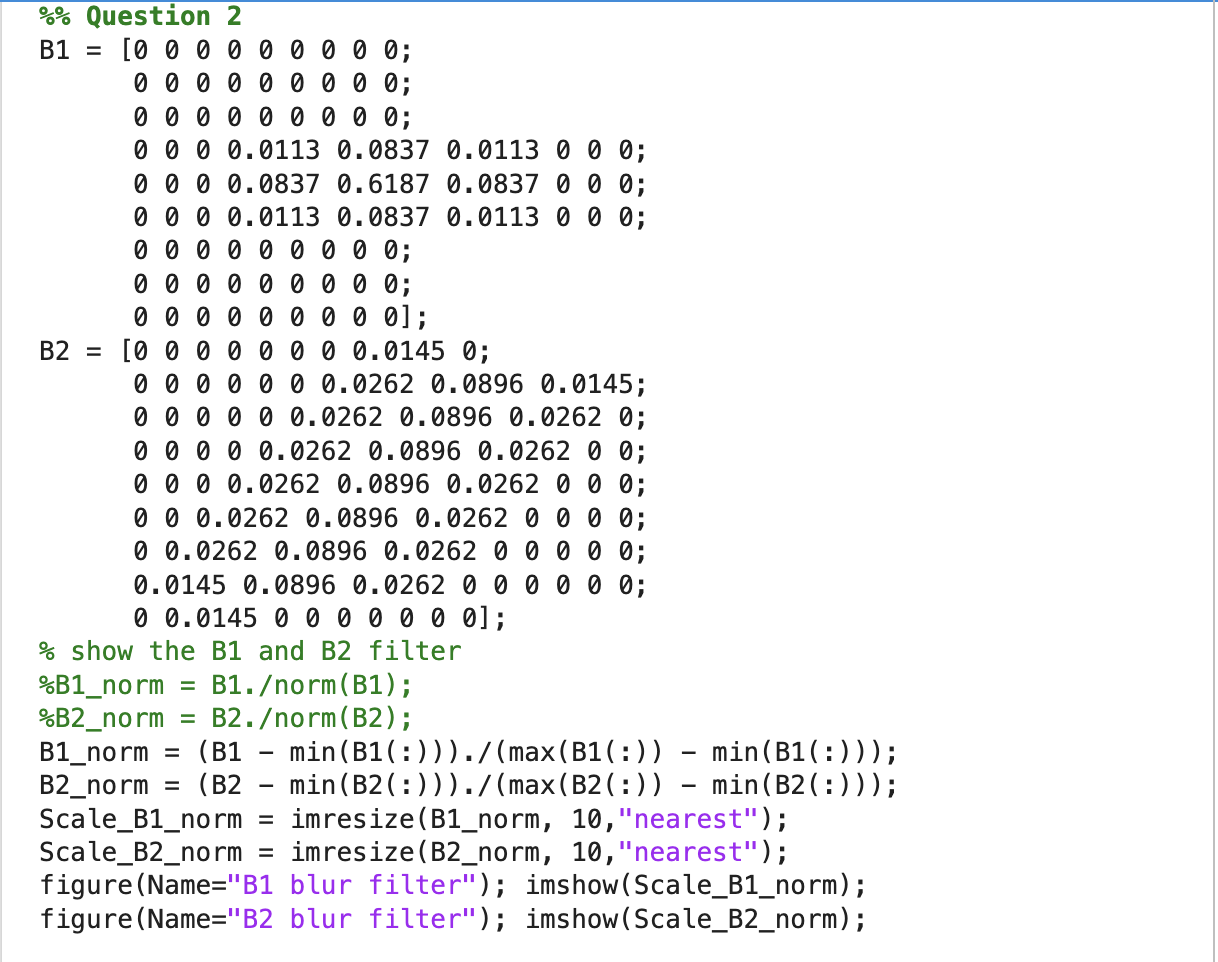 %% Question 2
B1 = [0 0 0 0 0 0 0 0 0;
0 0 0 0 0 0 0 0 0;
0 0 0 0 0 0 0 0 0;
0 0 0 0.0113 0.0837 0.0113 0 0 0;
0 0 0 0.0837 0.6187 0.0837 0 0 0;
0 0 0 0.0113 0.0837 0.0113 0 0 0;
0 0 0 0 0 0 0 0 0;
0 0 0 0 0 0 0 0 0;
0 0 0 0 0 0 0 0 0];
B2 = [0 0 0 0 0 0 0 0.0145 0;
0 0 0 0 0 0 0.0262 0.0896 0.0145;
0 0 0 0 0 0.0262 0.0896 0.0262 0;
0 0 0 0 0.0262 0.0896 0.0262 0 0;
0 0 0 0.0262 0.0896 0.0262 0 0 0;
0 0 0.0262 0.0896 0.0262 0 0 0 0;
0 0.0262 0.0896 0.0262 0 0 0 0 0;
0.0145 0.0896 0.0262 0 0 0 0 0 0;
0 0.0145 0 0 0 0 0 0 0];
% show the B1 and B2 filter
%B1_norm = B1./norm(B1);
%B2_norm = B2./norm(B2);
B1_norm = (B1 - min(B1(:)))./(max(B1(:)) - min(B1(:)));
B2_norm = (B2 - min(B2(:)))./(max(B2(:)) - min(B2(:)));
Scale_B1_norm = imresize(B1_norm, 10,"nearest");
Scale_B2_norm = imresize(B2_norm, 10,"nearest");
figure(Name="B1 blur filter"); imshow(Scale_B1_norm);
figure(Name="B2 blur filter"); imshow(Scale_B2_norm);